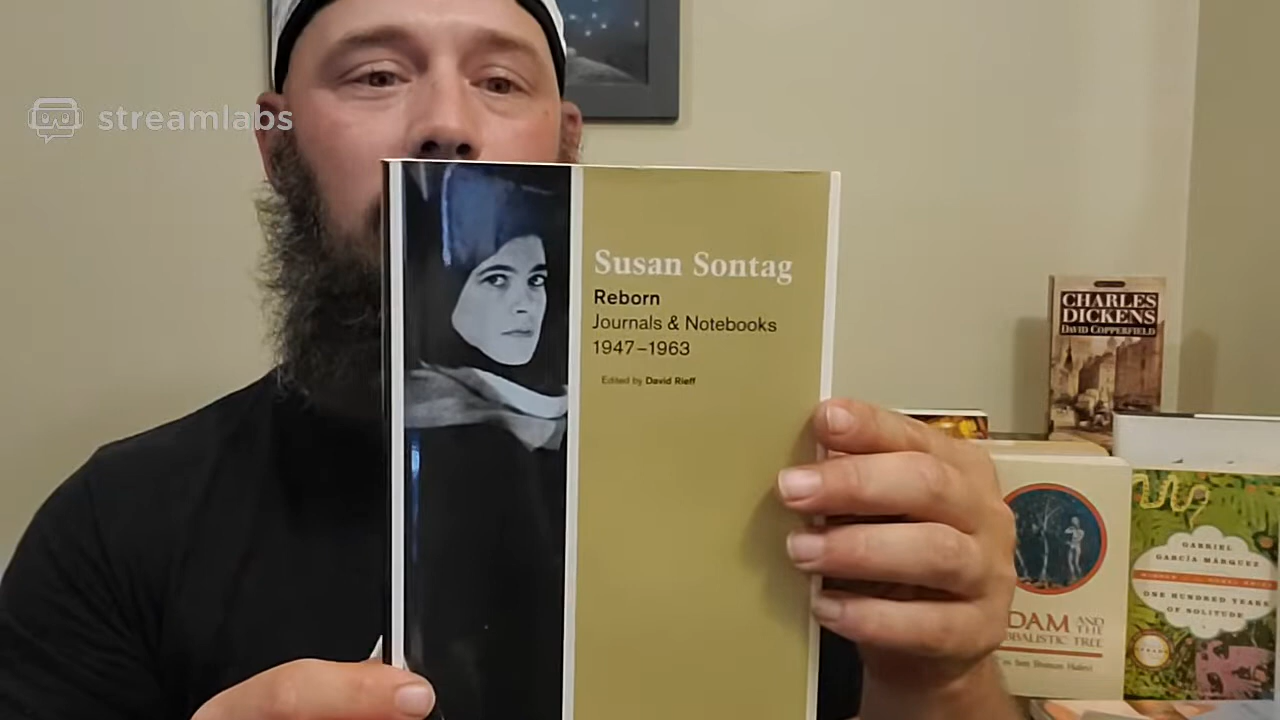 streamlabs
Susan Sontag
Reborn
Journals & Notebooks
1947–1963
Edited by David Rieff
CHARLES
DICKENS
DAVID COPPERFIELD
DAM AND
THE
BBALISTIC TREE
GABRIEL
GARCÍA MÁRQUEZ
ONE HUNDRED YEARS
OF SOLITUDE